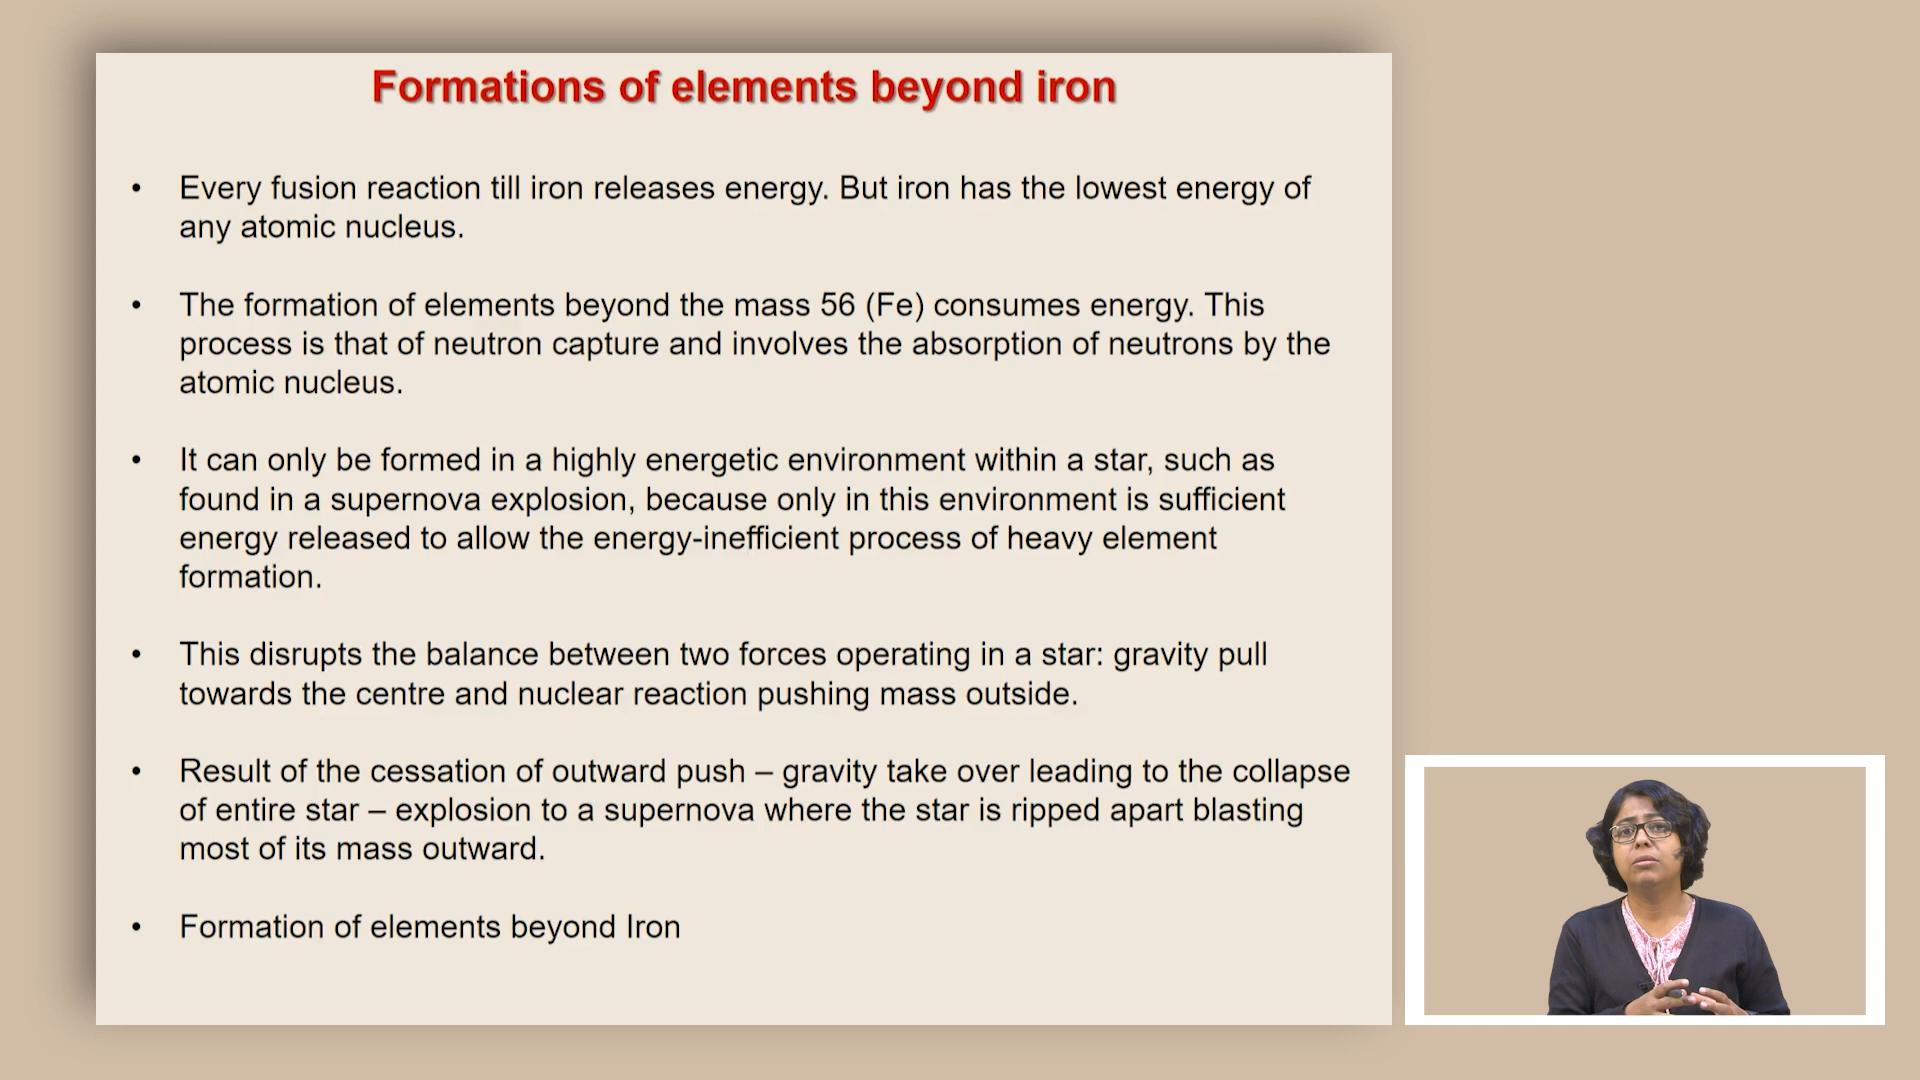 Formations of elements beyond iron
• Every fusion reaction till iron releases energy. But iron has the lowest energy of
any atomic nucleus.
• The formation of elements beyond the mass 56 (Fe) consumes energy. This
process is that of neutron capture and involves the absorption of neutrons by the
atomic nucleus.
• It can only be formed in a highly energetic environment within a star, such as
found in a supernova explosion, because only in this environment is sufficient
energy released to allow the energy-inefficient process of heavy element
formation.
• This disrupts the balance between two forces operating in a star: gravity pull
towards the centre and nuclear reaction pushing mass outside.
• Result of the cessation of outward push – gravity take over leading to the collapse
of entire star – explosion to a supernova where the star is ripped apart blasting
most of its mass outward.
• Formation of elements beyond Iron